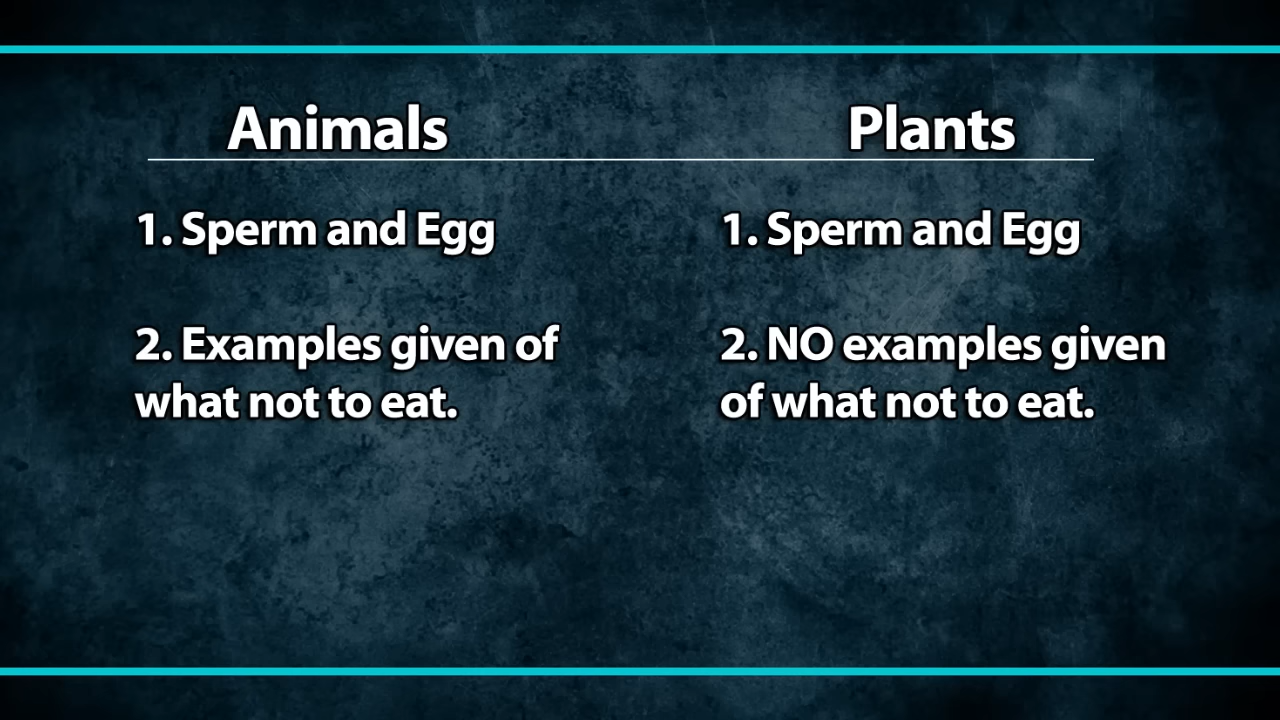 Animals
1. Sperm and Egg
2. Examples given of
what not to eat.
Plants
1. Sperm and Egg
2. NO examples given
of what not to eat.